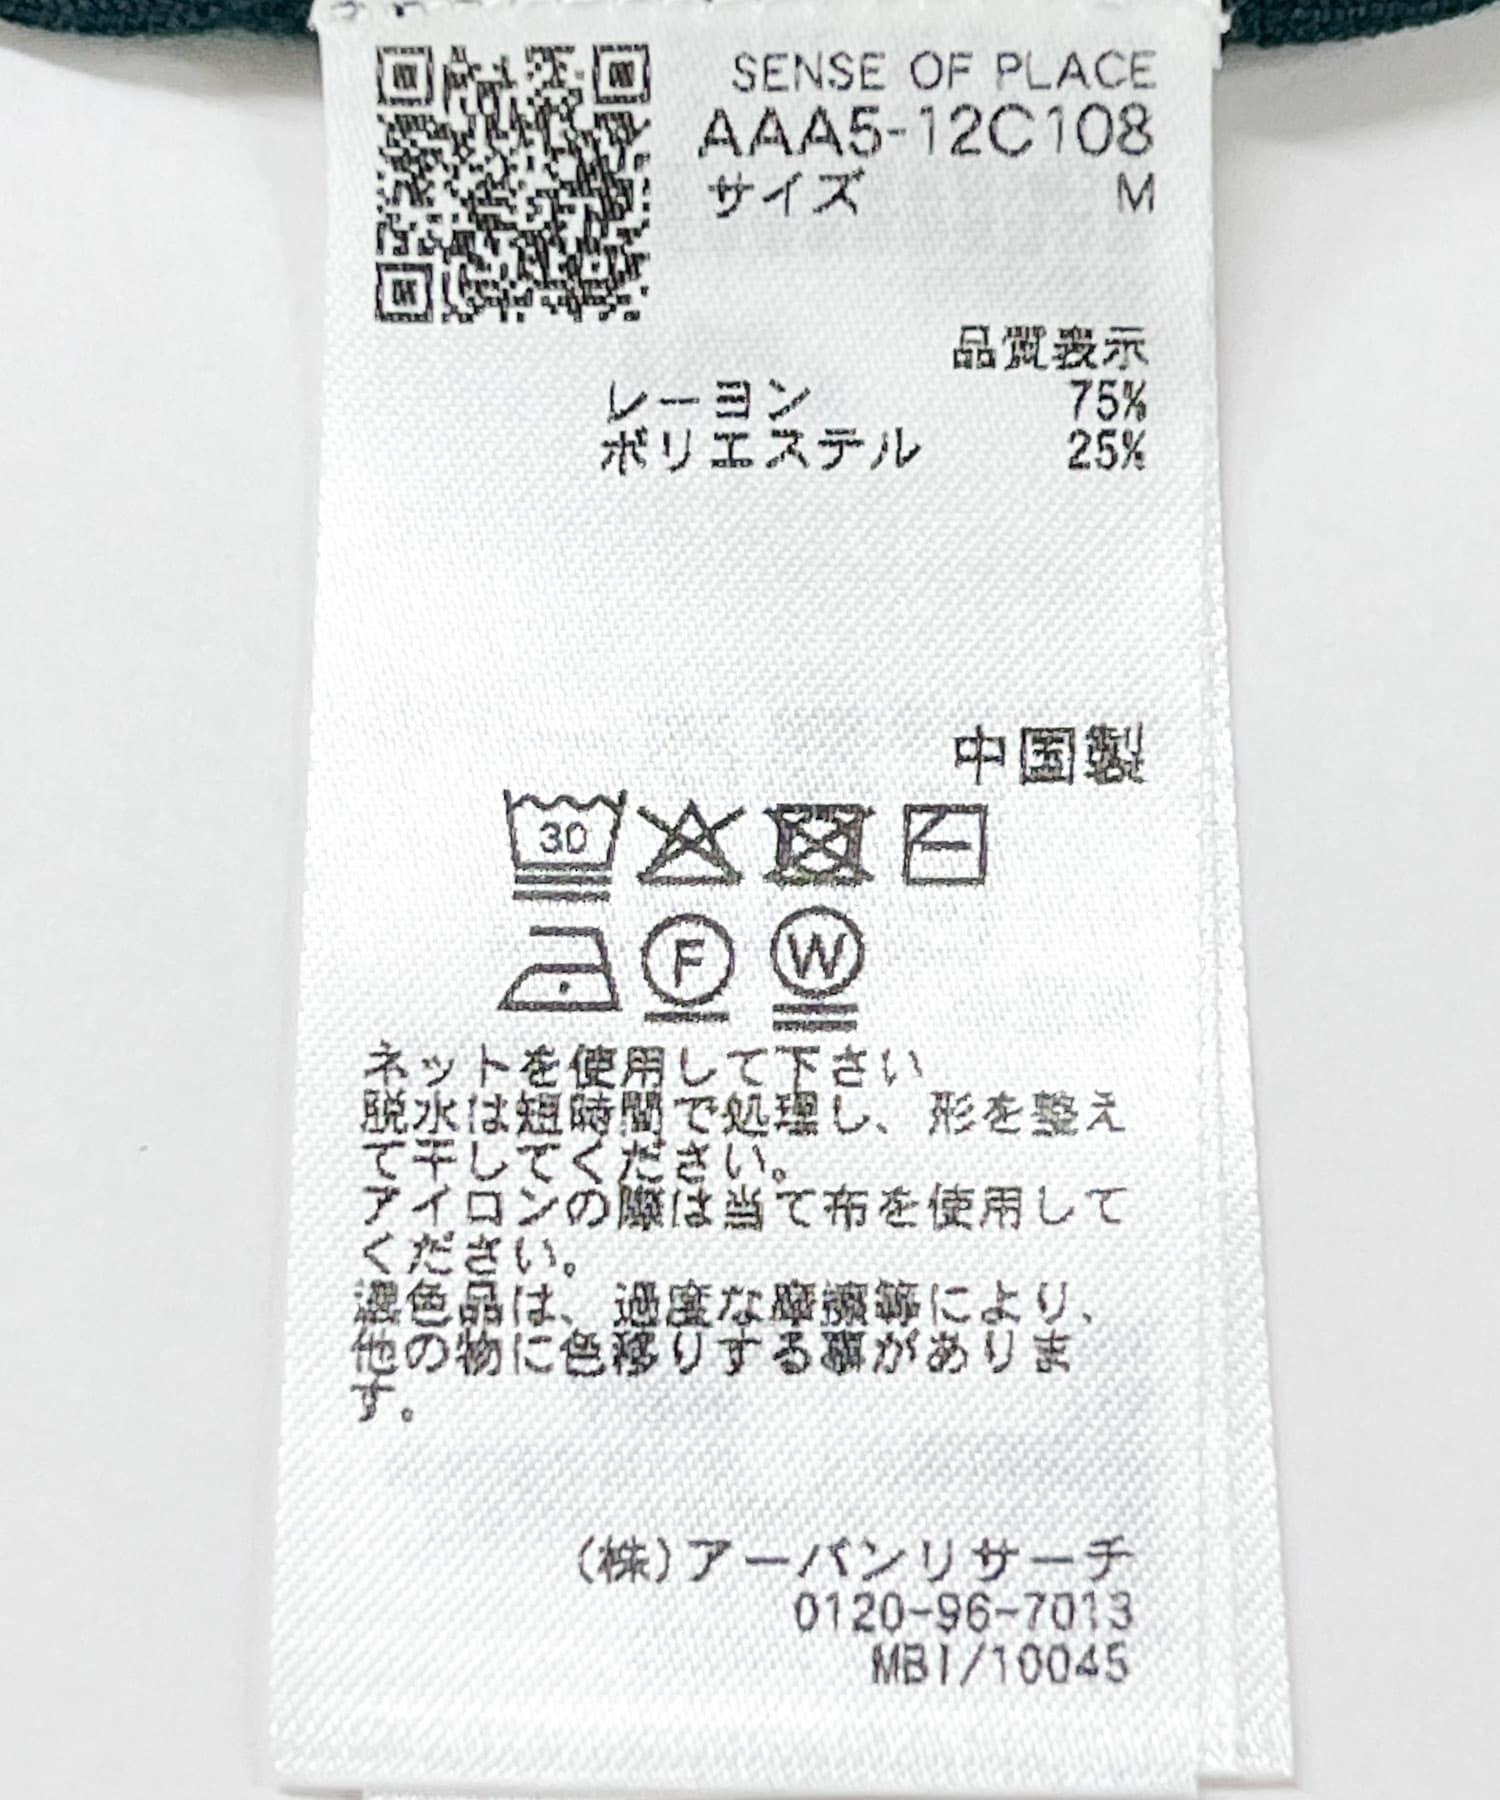 SENSE OF PLACE
AAA5-12C108
サイズ M
品質表示
レーヨン 75%
ポリエステル 25%
中国製
30
F W
ネットを使用して下さい
脱水は短時間で処理し、形を整え
て干してください。
アイロンの際は当て布を使用して
ください。
濃色品は、過度な摩擦等により、
他の物に色移りする事がありま
す。
(株)アーバンリサーチ
0120-96-7013
MBI/10045